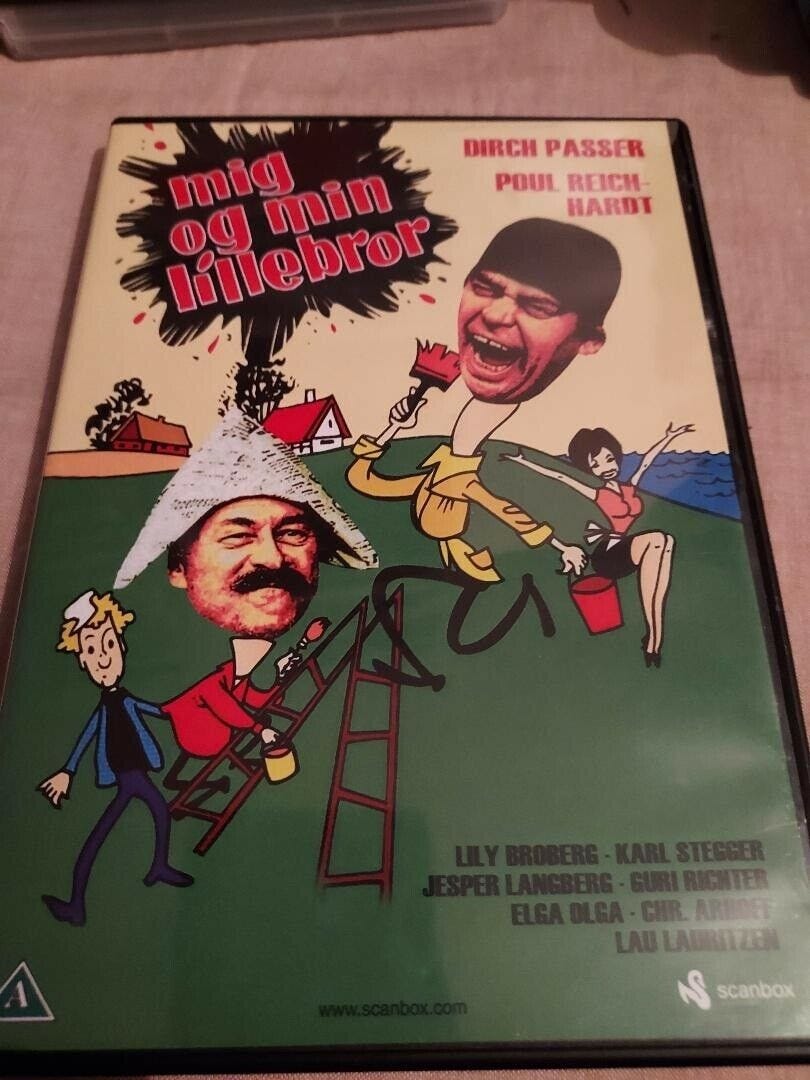 mig
og min
lillebror
DIRCH PASSER
POUL REICH-
HARDT
LILY BROBERG · KARL STEGGER
JESPER LANGBERG · GURI RICHTER
ELGA OLGA · CHR. ARHOFF
LAU LAURITZEN
A
www.scanbox.com
scanbox